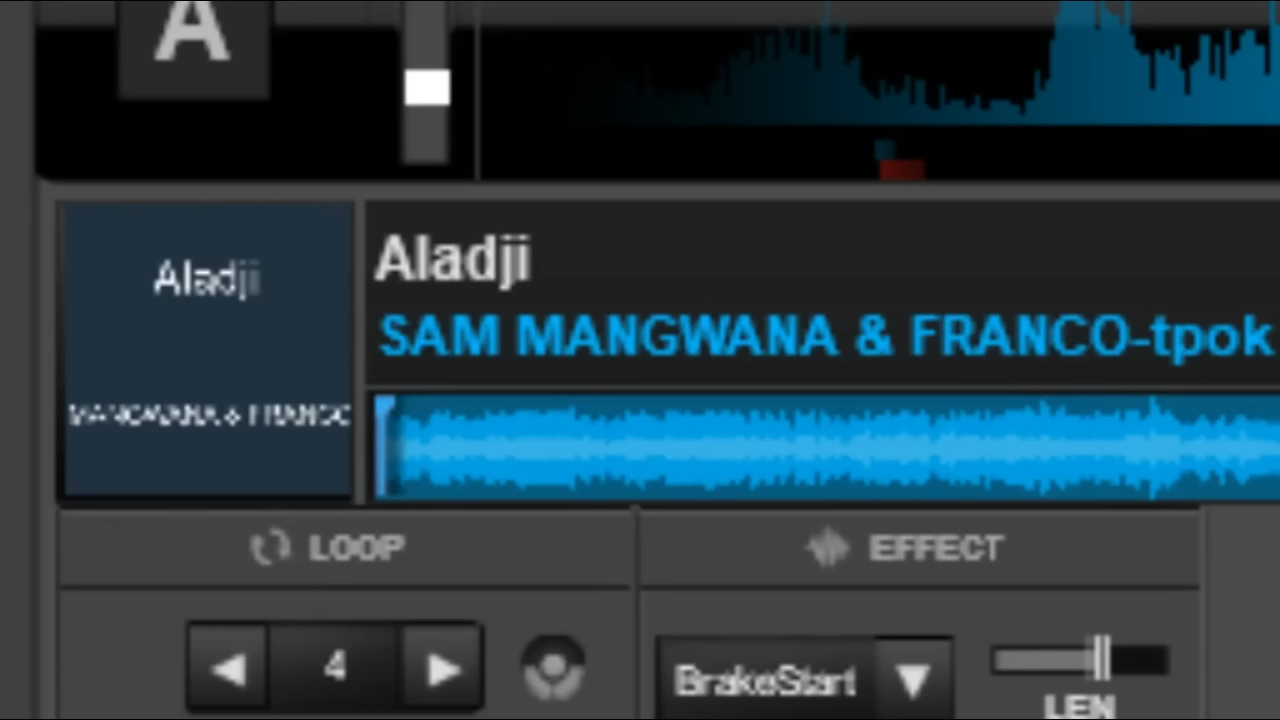 A
Aladji
Aladji
SAM MANGWANA & FRANCO-tpok
MANGWANA & FRANCO
LOOP
EFFECT
4
BrakeStart
LEN